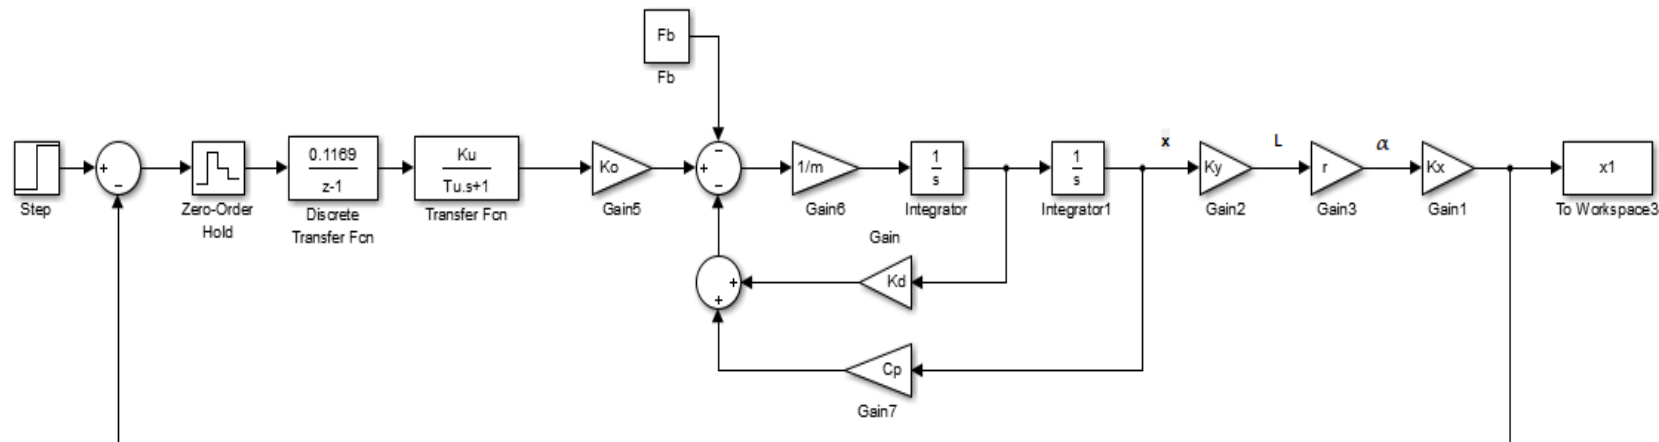 Fb
Fb
x
L
α
+
−
0.1169
z-1
Ku
Tu.s+1
Ko
−
+
−
1/m
1
s
1
s
Ky
r
Kx
x1
Step
Zero-Order
Hold
Discrete
Transfer Fcn
Transfer Fcn
Gain5
Gain6
Integrator
Integrator1
Gain2
Gain3
Gain1
To Workspace3
Gain
+
+
Kd
Cp
Gain7